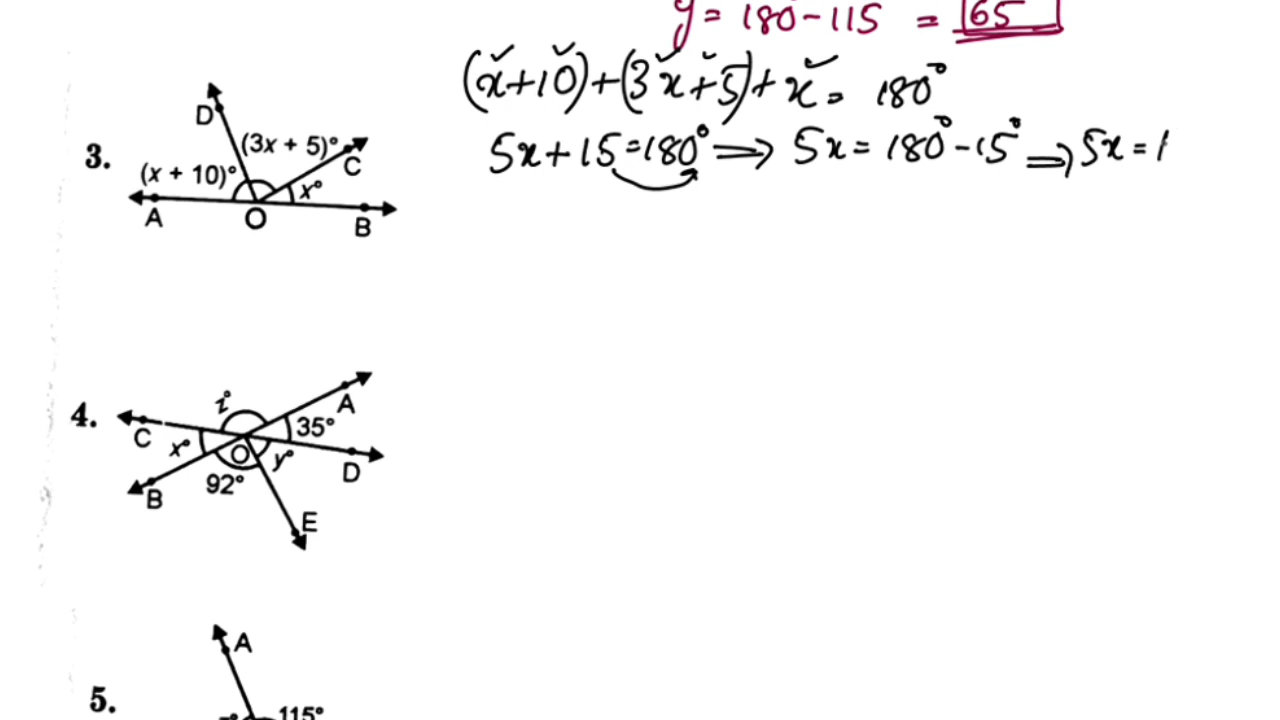 y = 180 - 115 = 65
(x+10)+(3x+5)+x = 180°
5x+15=180° ⟹ 5x = 180°-15° ⟹ 5x = 1
3.
D
(3x + 5)°
C
(x + 10)°
x°
A
O
B
4.
i°
A
C
35°
x°
O
y°
D
92°
B
E
A
5.
115°